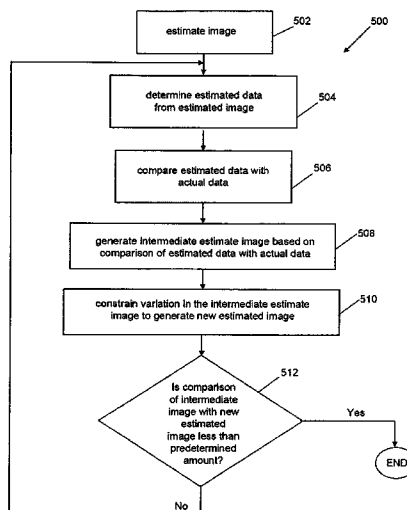 estimate image
502
500
determine estimated data
from estimated image
504
compare estimated data with
actual data
506
generate intermediate estimate image based on
comparison of estimated data with actual data
508
constrain variation in the intermediate estimate
image to generate new estimated image
510
512
Is comparison
of intermediate
image with new
estimated
image less than
predetermined
amount?
Yes
END
No